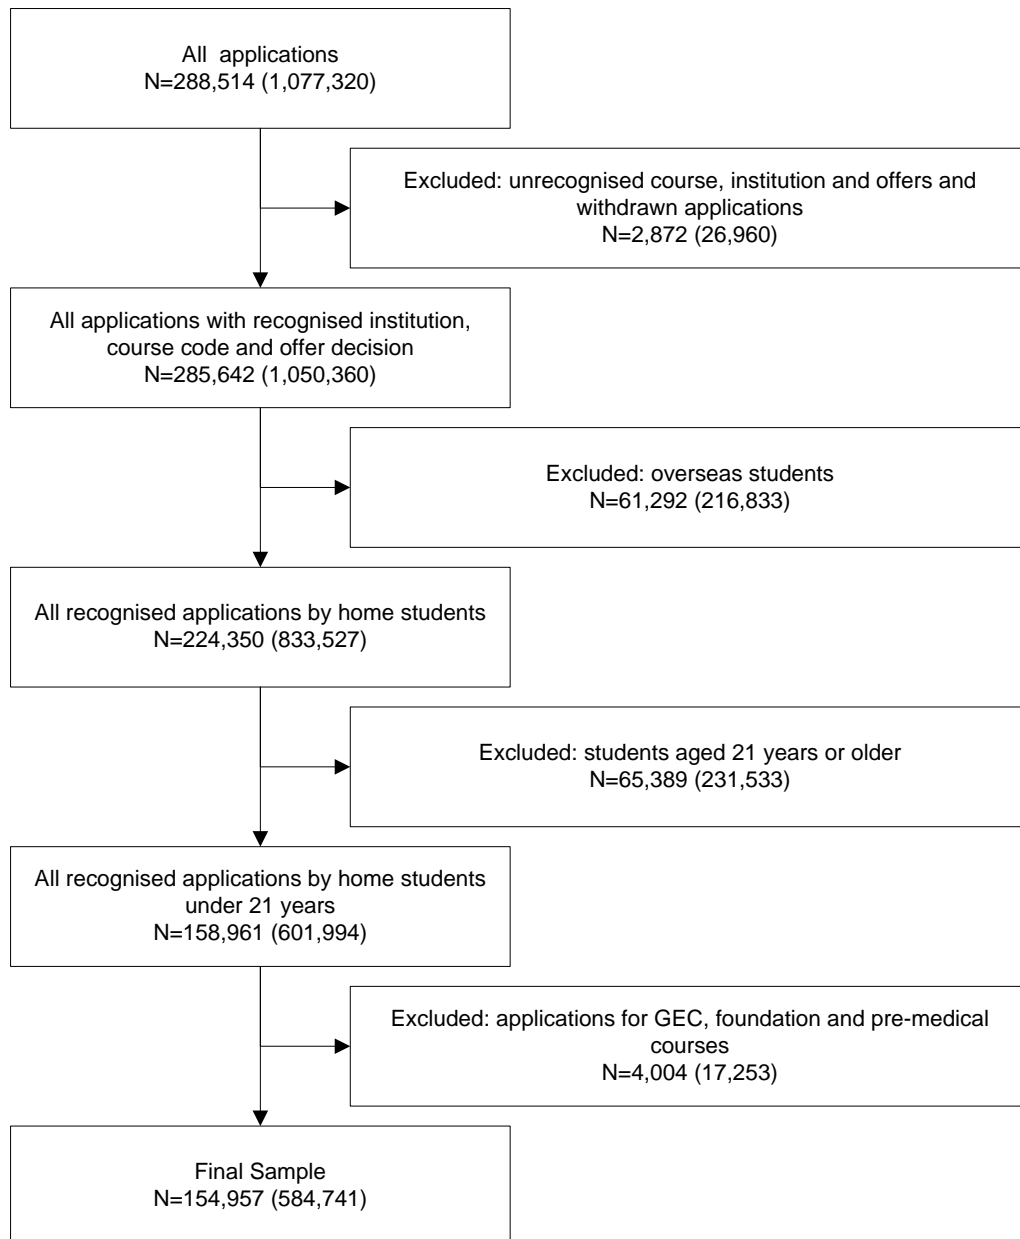 All applications
N=288,514 (1,077,320)
Excluded: unrecognised course, institution and offers and
withdrawn applications
N=2,872 (26,960)
All applications with recognised institution,
course code and offer decision
N=285,642 (1,050,360)
Excluded: overseas students
N=61,292 (216,833)
All recognised applications by home students
N=224,350 (833,527)
Excluded: students aged 21 years or older
N=65,389 (231,533)
All recognised applications by home students
under 21 years
N=158,961 (601,994)
Excluded: applications for GEC, foundation and pre-medical
courses
N=4,004 (17,253)
Final Sample
N=154,957 (584,741)